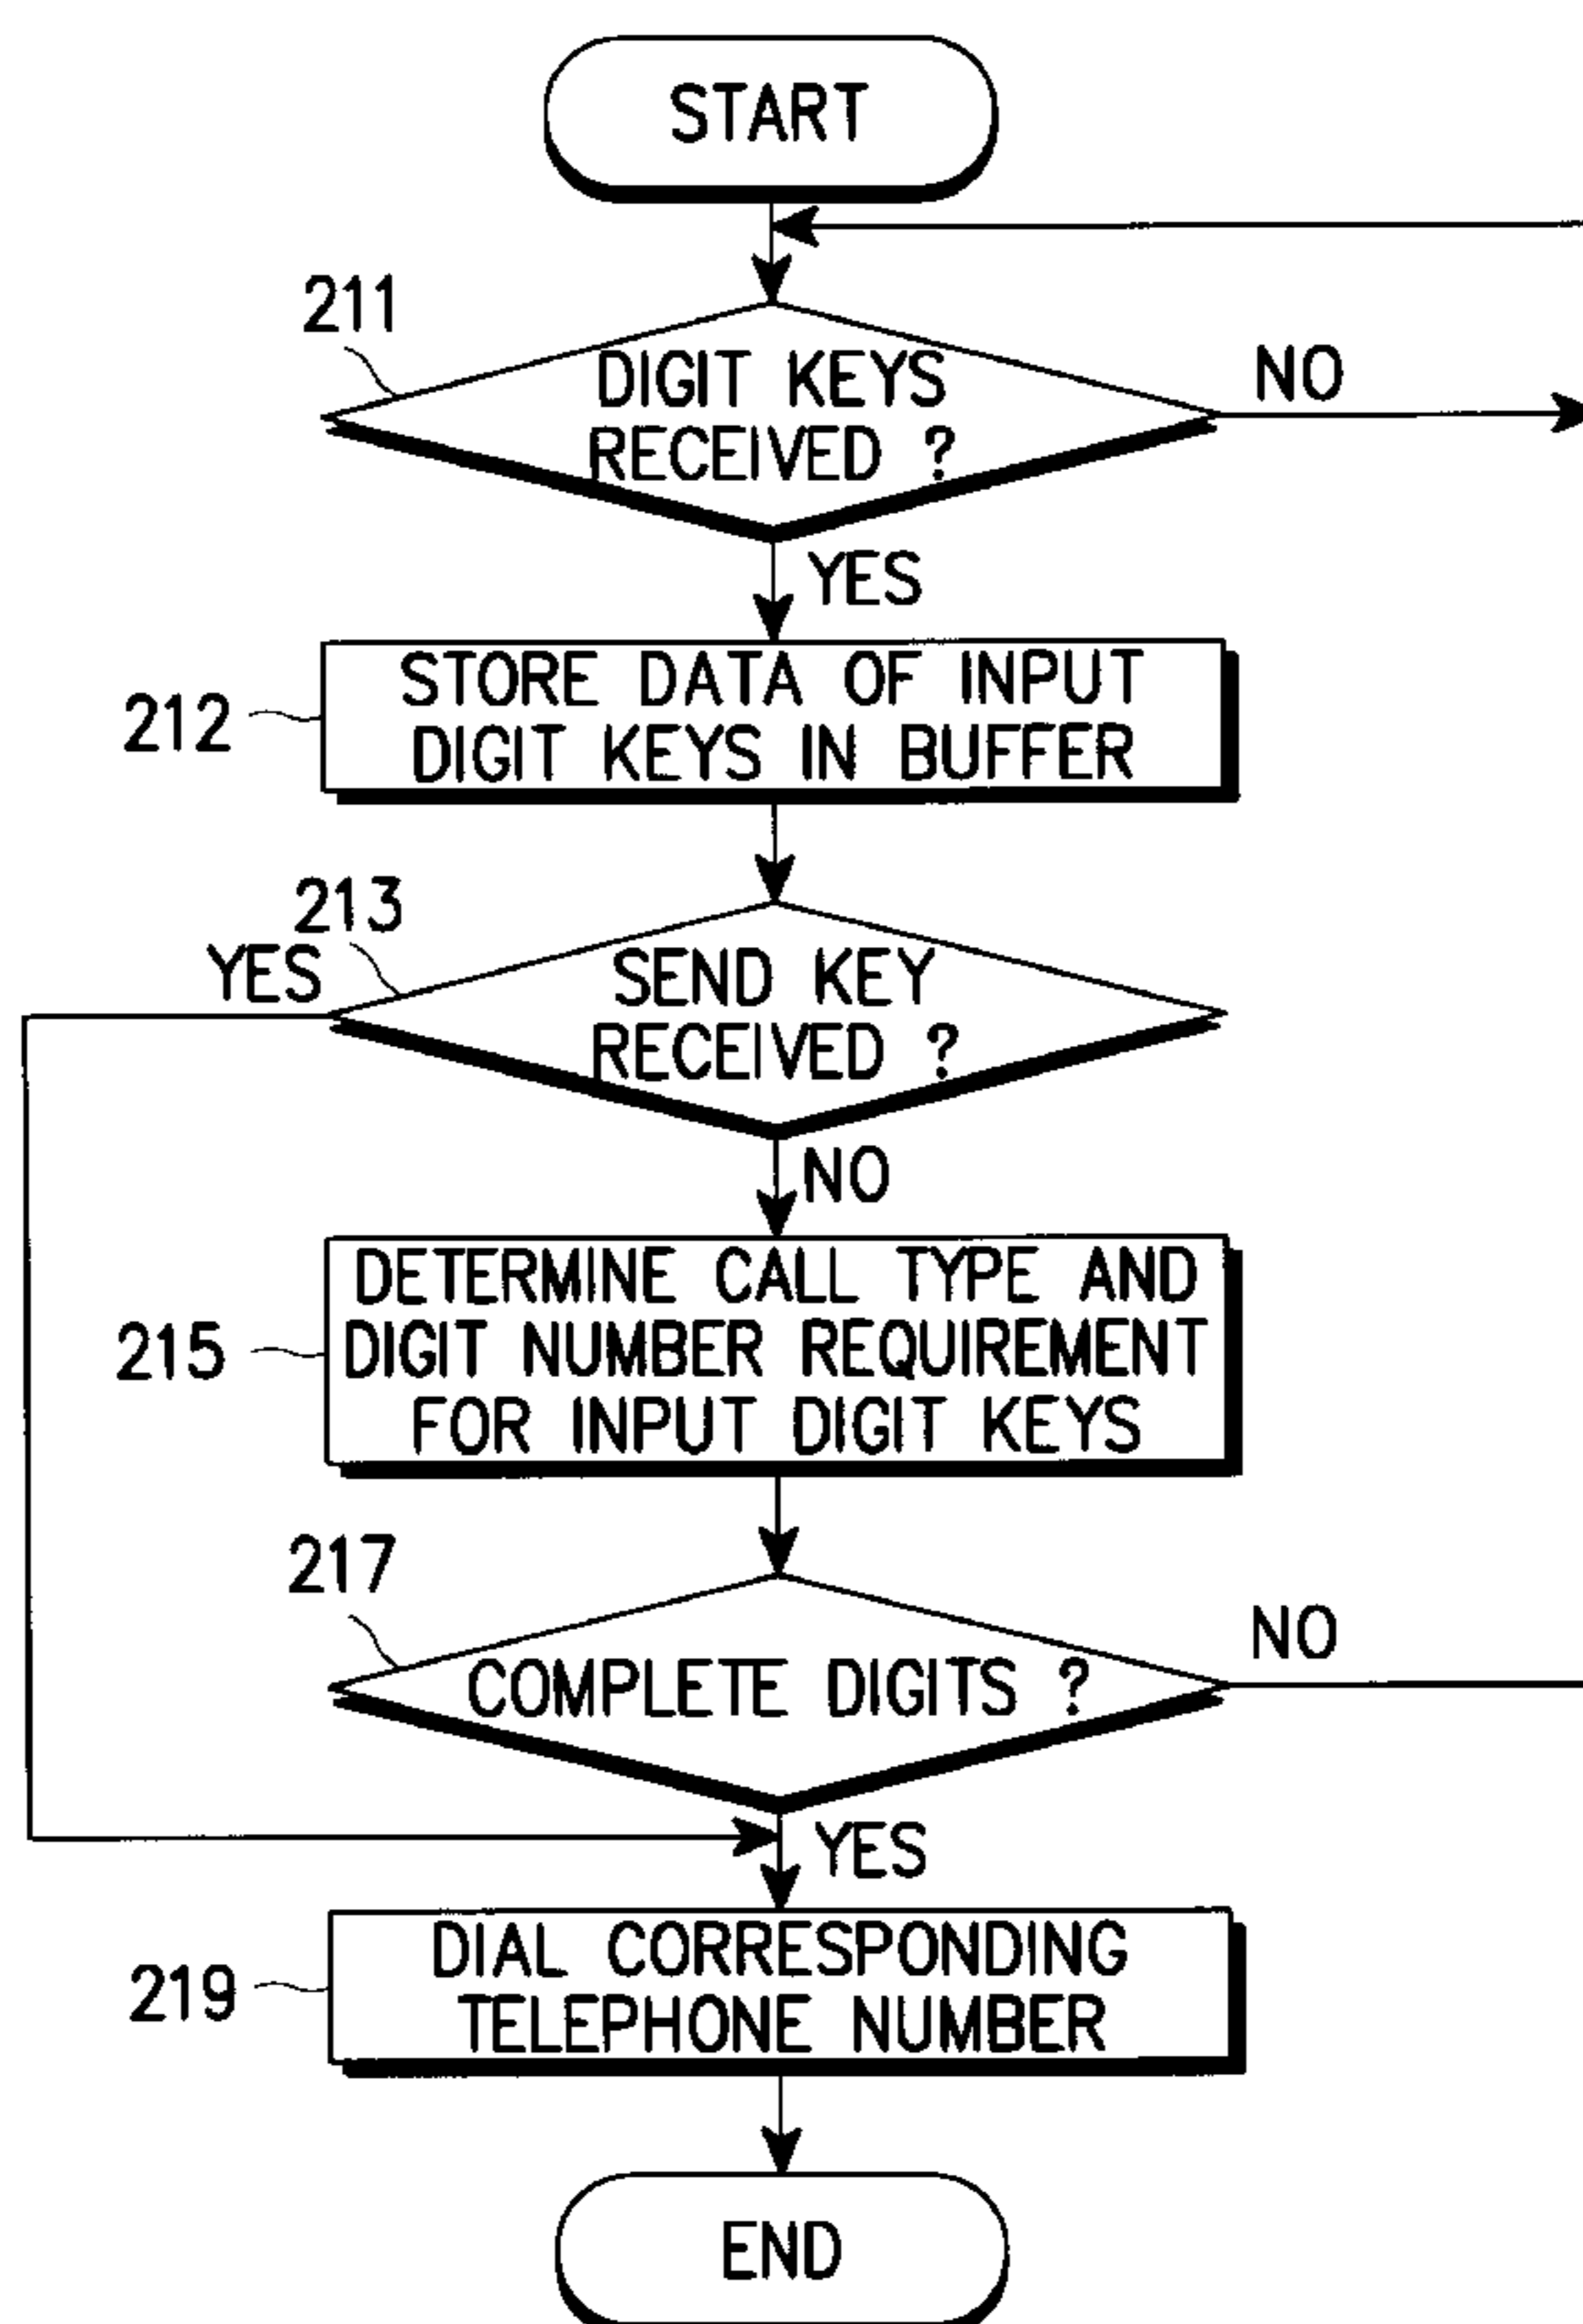 START
211
DIGIT KEYS
RECEIVED ?
NO
YES
212
STORE DATA OF INPUT
DIGIT KEYS IN BUFFER
213
YES
SEND KEY
RECEIVED ?
NO
215
DETERMINE CALL TYPE AND
DIGIT NUMBER REQUIREMENT
FOR INPUT DIGIT KEYS
217
COMPLETE DIGITS ?
NO
YES
219
DIAL CORRESPONDING
TELEPHONE NUMBER
END